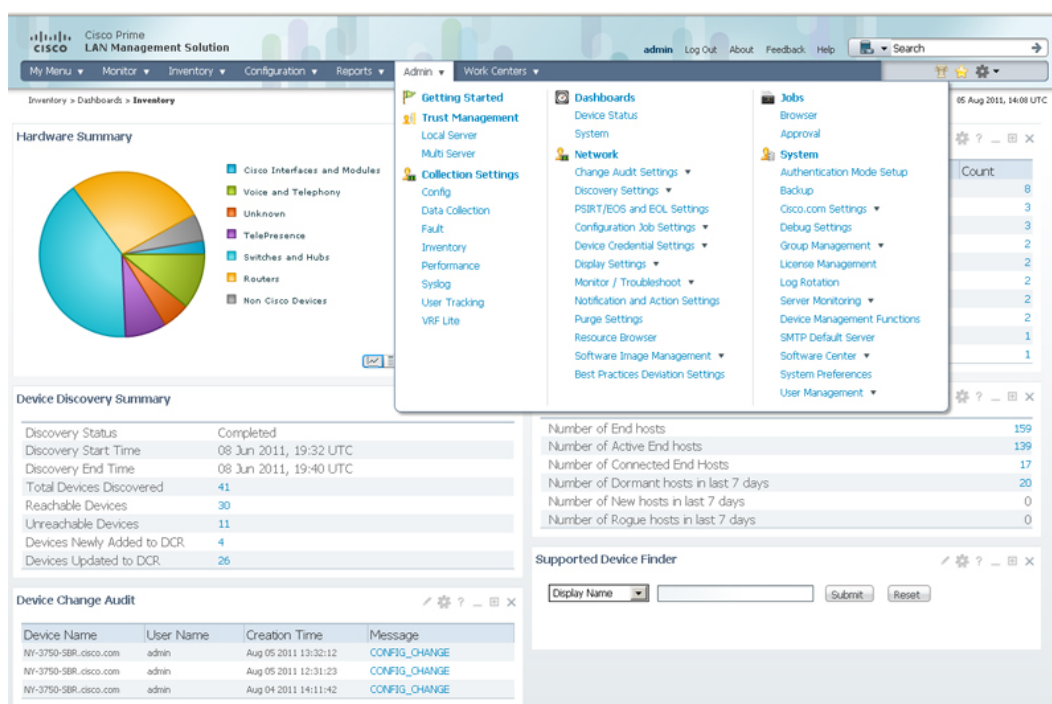 CISCO
Cisco Prime
LAN Management Solution
admin Log Out About Feedback Help
Search
My Menu Monitor Inventory Configuration Reports Admin Work Centers
Inventory > Dashboards > Inventory
05 Aug 2011, 14:08 UTC
Getting Started
Trust Management
Local Server
Multi Server
Collection Settings
Config
Data Collection
Fault
Inventory
Performance
Syslog
User Tracking
VRF Lite
Dashboards
Device Status
System
Network
Change Audit Settings
Discovery Settings
PSIRT/EOS and EOL Settings
Configuration Job Settings
Device Credential Settings
Display Settings
Monitor / Troubleshoot
Notification and Action Settings
Purge Settings
Resource Browser
Software Image Management
Best Practices Deviation Settings
Jobs
Browser
Approval
System
Authentication Mode Setup
Backup
Cisco.com Settings
Debug Settings
Group Management
License Management
Log Rotation
Server Monitoring
Device Management Functions
SMTP Default Server
Software Center
System Preferences
User Management
Hardware Summary
Cisco Interfaces and Modules
Voice and Telephony
Unknown
TelePresence
Switches and Hubs
Routers
Non Cisco Devices
Count
8
3
3
2
2
2
2
2
1
1
Device Discovery Summary
Discovery Status Completed
Discovery Start Time 08 Jun 2011, 19:32 UTC
Discovery End Time 08 Jun 2011, 19:40 UTC
Total Devices Discovered 41
Reachable Devices 30
Unreachable Devices 11
Devices Newly Added to DCR 4
Devices Updated to DCR 26
Number of End hosts 159
Number of Active End hosts 139
Number of Connected End Hosts 17
Number of Dormant hosts in last 7 days 20
Number of New hosts in last 7 days 0
Number of Rogue hosts in last 7 days 0
Supported Device Finder
Display Name Submit Reset
Device Change Audit
Device Name User Name Creation Time Message
NY-3750-SBR.cisco.com admin Aug 05 2011 13:32:12 CONFIG_CHANGE
NY-3750-SBR.cisco.com admin Aug 05 2011 12:31:23 CONFIG_CHANGE
NY-3750-SBR.cisco.com admin Aug 04 2011 14:11:42 CONFIG_CHANGE